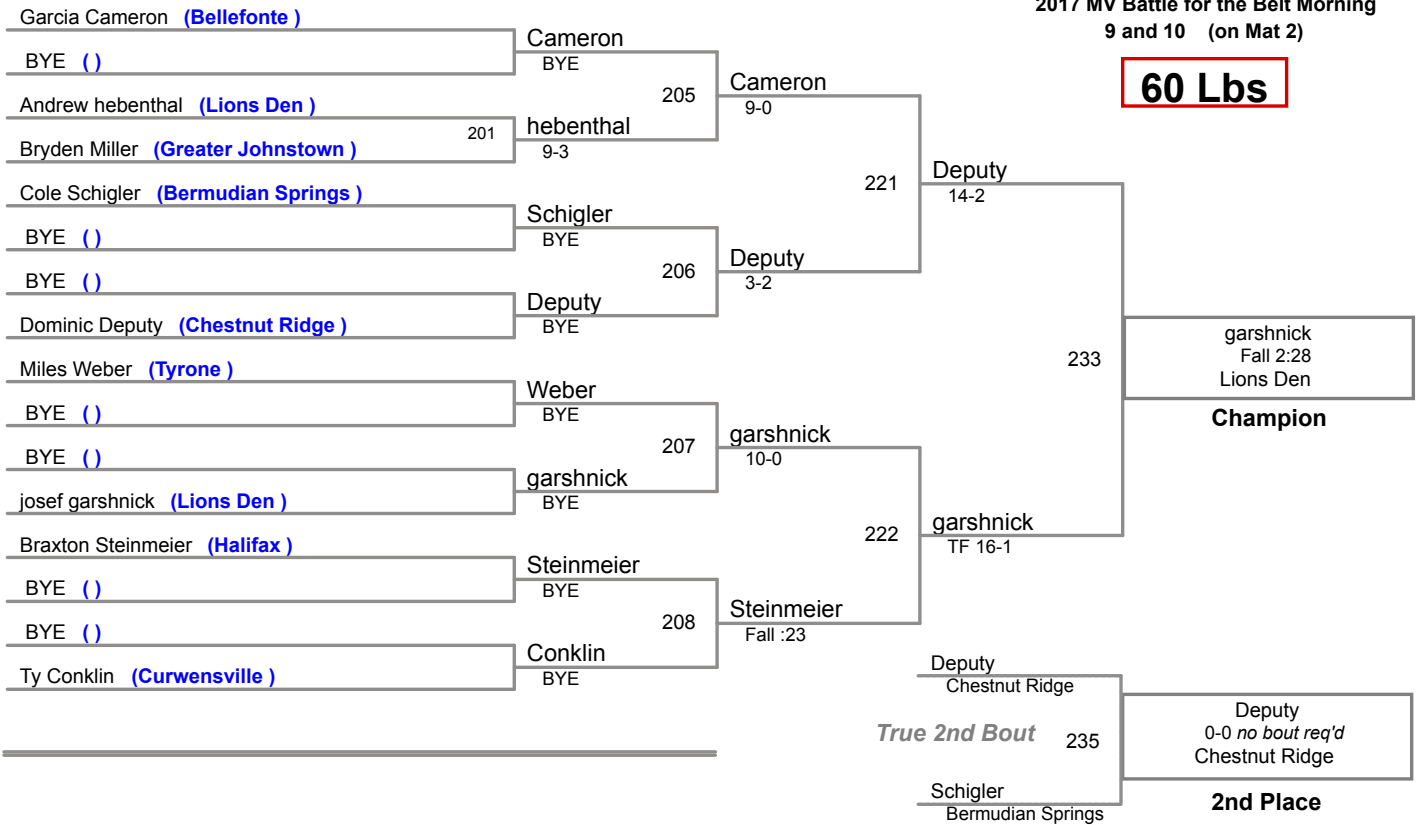 2017 MV Battle for the Belt Morning
9 and 10 (on Mat 2)
60 Lbs
Garcia Cameron (Bellefonte )
BYE ( )
Andrew hebenthal (Lions Den )
Bryden Miller (Greater Johnstown )
Cole Schigler (Bermudian Springs )
BYE ( )
BYE ( )
Dominic Deputy (Chestnut Ridge )
Miles Weber (Tyrone )
BYE ( )
BYE ( )
josef garshnick (Lions Den )
Braxton Steinmeier (Halifax )
BYE ( )
BYE ( )
Ty Conklin (Curwensville )
201
Cameron
BYE
hebenthal
9-3
Schigler
BYE
Deputy
BYE
Weber
BYE
garshnick
BYE
Steinmeier
BYE
Conklin
BYE
205
206
207
208
Cameron
9-0
Deputy
3-2
garshnick
10-0
Steinmeier
Fall :23
221
222
Deputy
14-2
garshnick
TF 16-1
233
garshnick
Fall 2:28
Lions Den
Champion
Deputy
Chestnut Ridge
True 2nd Bout 235
Schigler
Bermudian Springs
Deputy
0-0 no bout req'd
Chestnut Ridge
2nd Place